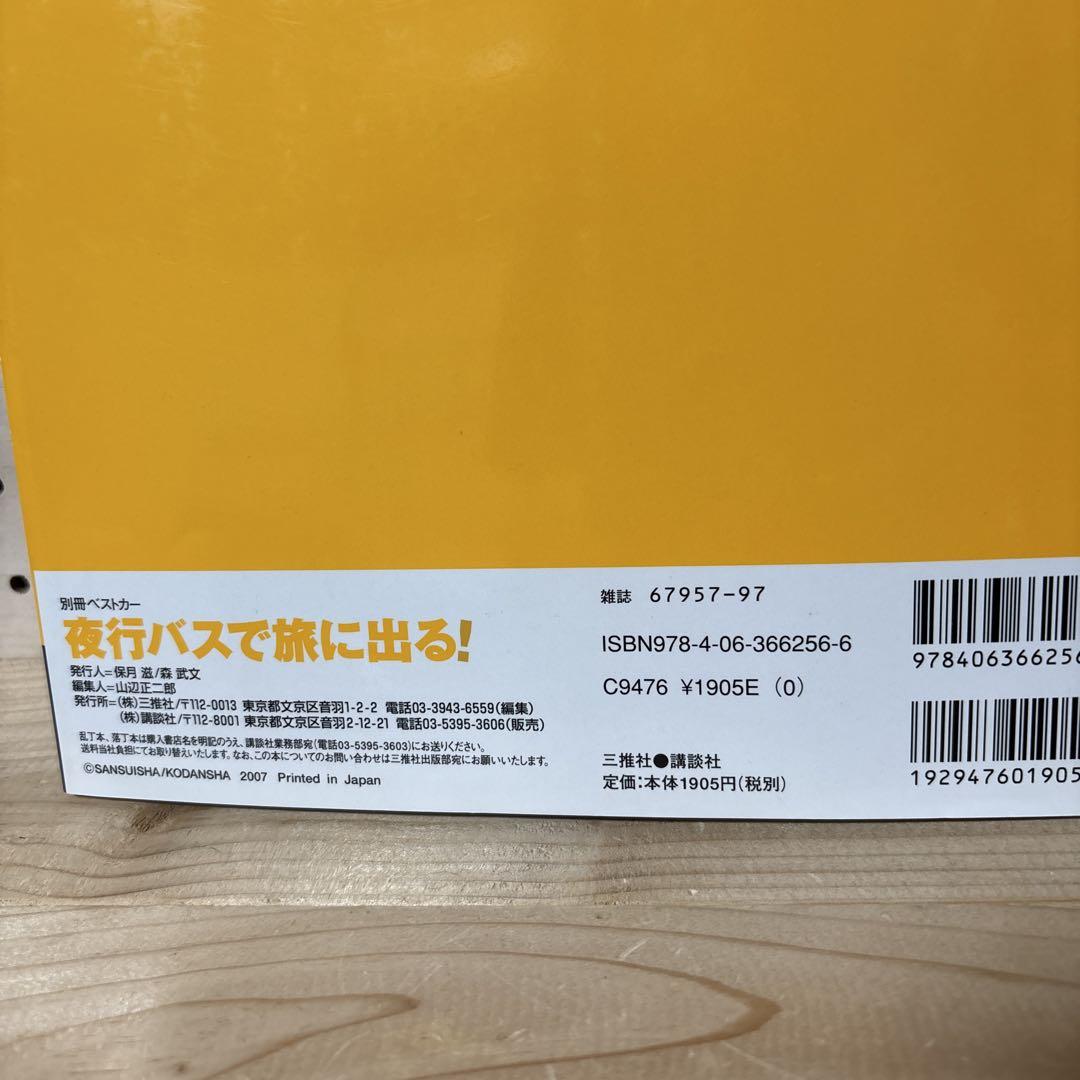 別冊ベストカー
夜行バスで旅に出る!
発行人=保月 滋/森 武文
編集人=山辺正二郎
発行所=(株)三推社/〒112-0013 東京都文京区音羽1-2-2 電話03-3943-6559(編集)
(株)講談社/〒112-8001 東京都文京区音羽2-12-21 電話03-5395-3606(販売)
乱丁本、落丁本は購入書店名を明記のうえ、講談社業務部宛(電話03-5395-3603)にお送りください。
送料当社負担にてお取り替えいたします。なお、この本についてのお問い合わせは三推社出版部宛にお願いいたします。
©SANSUISHA/KODANSHA 2007 Printed in Japan
雑誌 67957-97
ISBN978-4-06-366256-6
C9476 ¥1905E (0)
三推社●講談社
定価:本体1905円(税別)
978406366256
192947601905